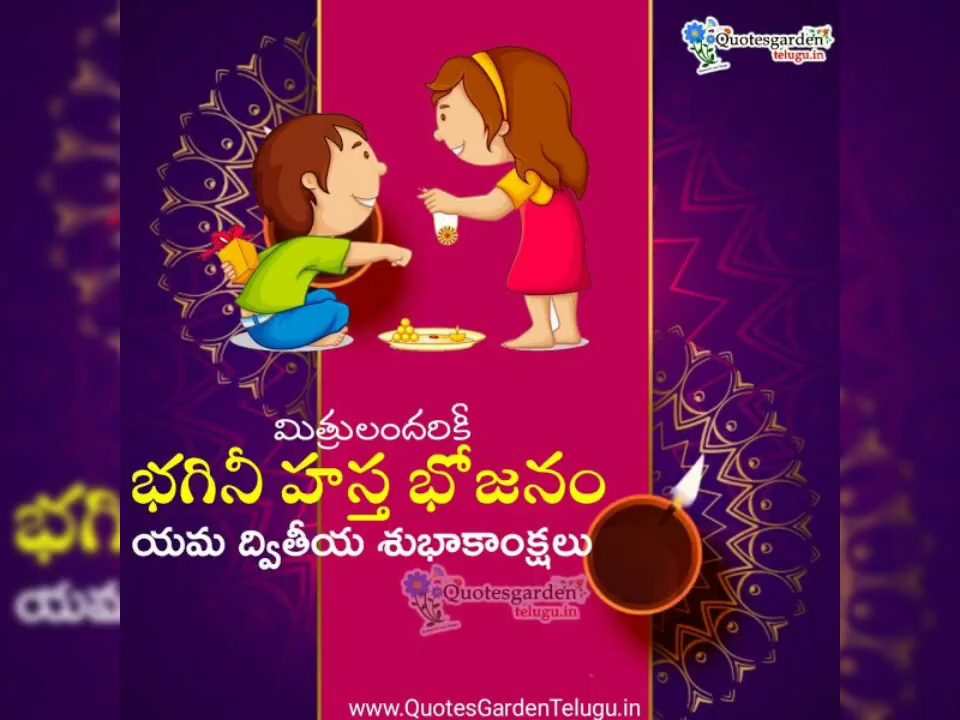 Quotesgarden
telugu.in
మిత్రులందరికీ
భగినీ హస్త భోజనం
యమ ద్వితీయ శుభాకాంక్షలు
Quotesgarden
telugu.in
www.QuotesGardenTelugu.in